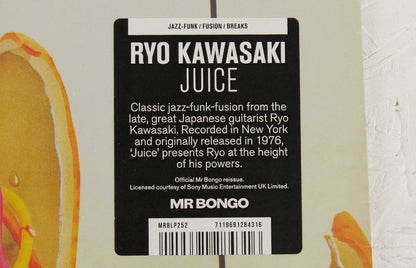 JAZZ-FUNK / FUSION / BREAKS
RYO KAWASAKI
JUICE
Classic jazz-funk-fusion from the
late, great Japanese guitarist Ryo
Kawasaki. Recorded in New York
and originally released in 1976,
‘Juice’ presents Ryo at the height
of his powers.
Official Mr Bongo reissue.
Licensed courtesy of Sony Music Entertainment UK Limited.
MR BONGO
MRBLP252 7119691284316